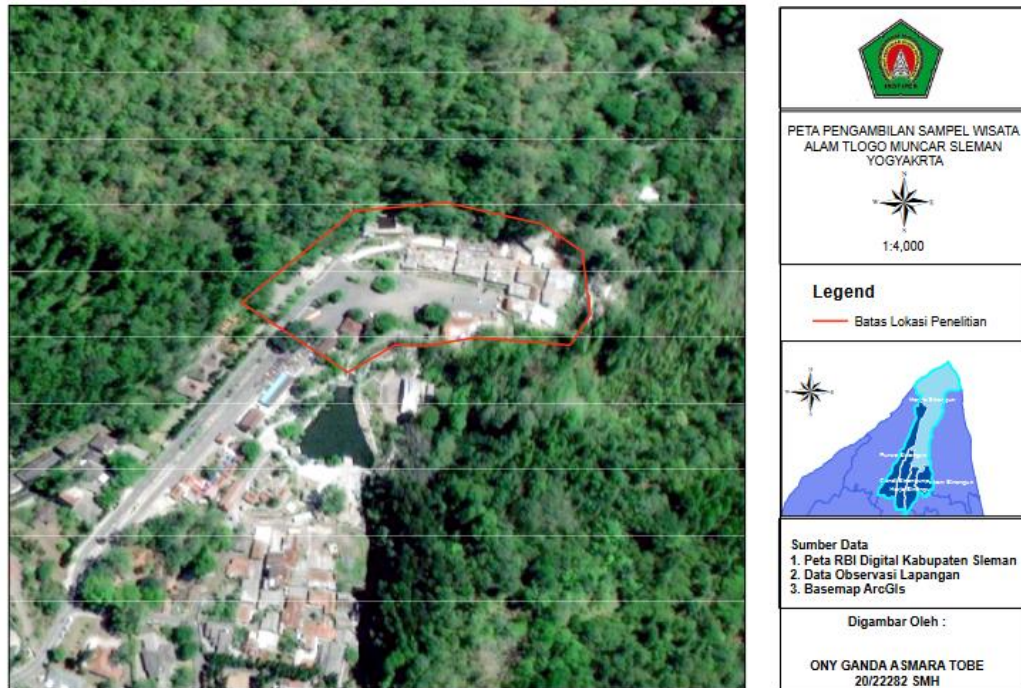 INSTIPER
PETA PENGAMBILAN SAMPEL WISATA
ALAM TLOGO MUNCAR SLEMAN
YOGYAKRTA
N
W E
S
1:4,000
Legend
Batas Lokasi Penelitian
Sumber Data
1. Peta RBI Digital Kabupaten Sleman
2. Data Observasi Lapangan
3. Basemap ArcGIs
Digambar Oleh :
ONY GANDA ASMARA TOBE
20/22282 SMH